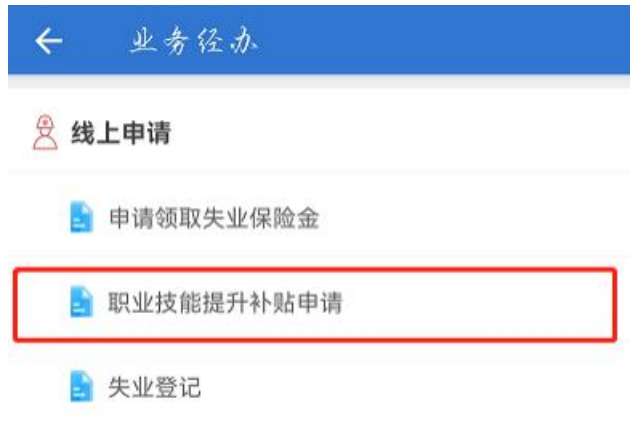 业务经办
线上申请
申请领取失业保险金
职业技能提升补贴申请
失业登记